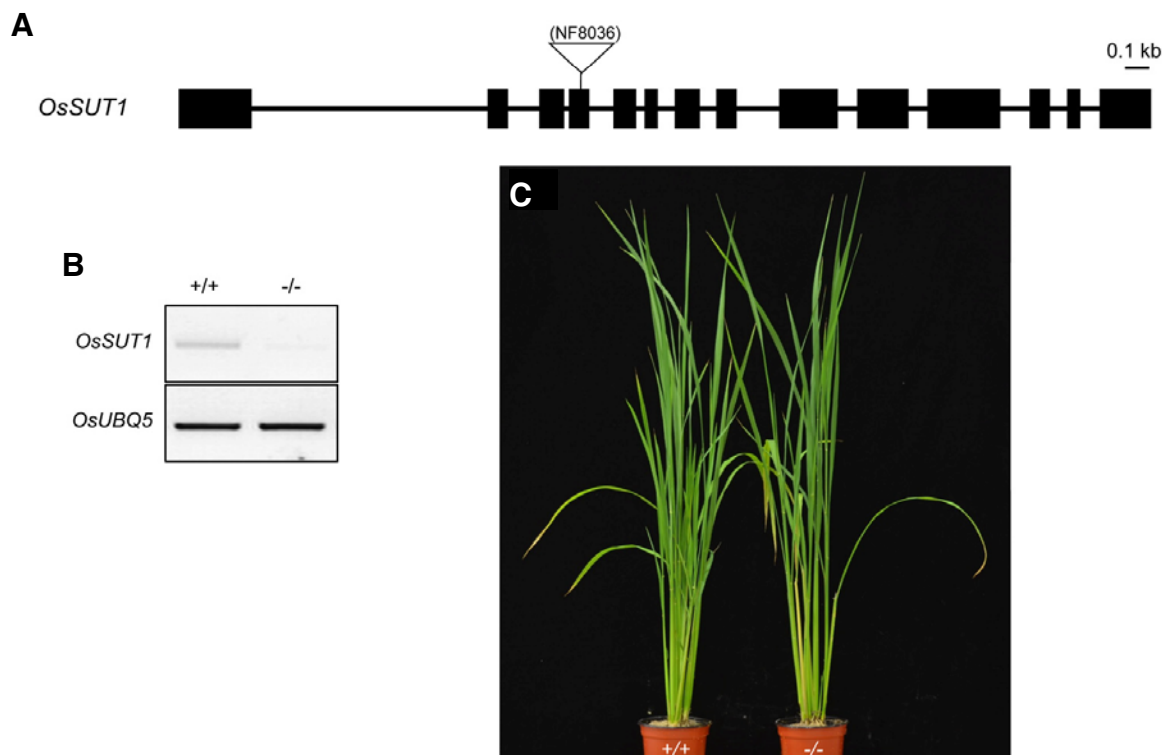 A
(NF8036)
0.1 kb
OsSUT1
C
B
+/+ -/-
OsSUT1
OsUBQ5
+/+ -/-